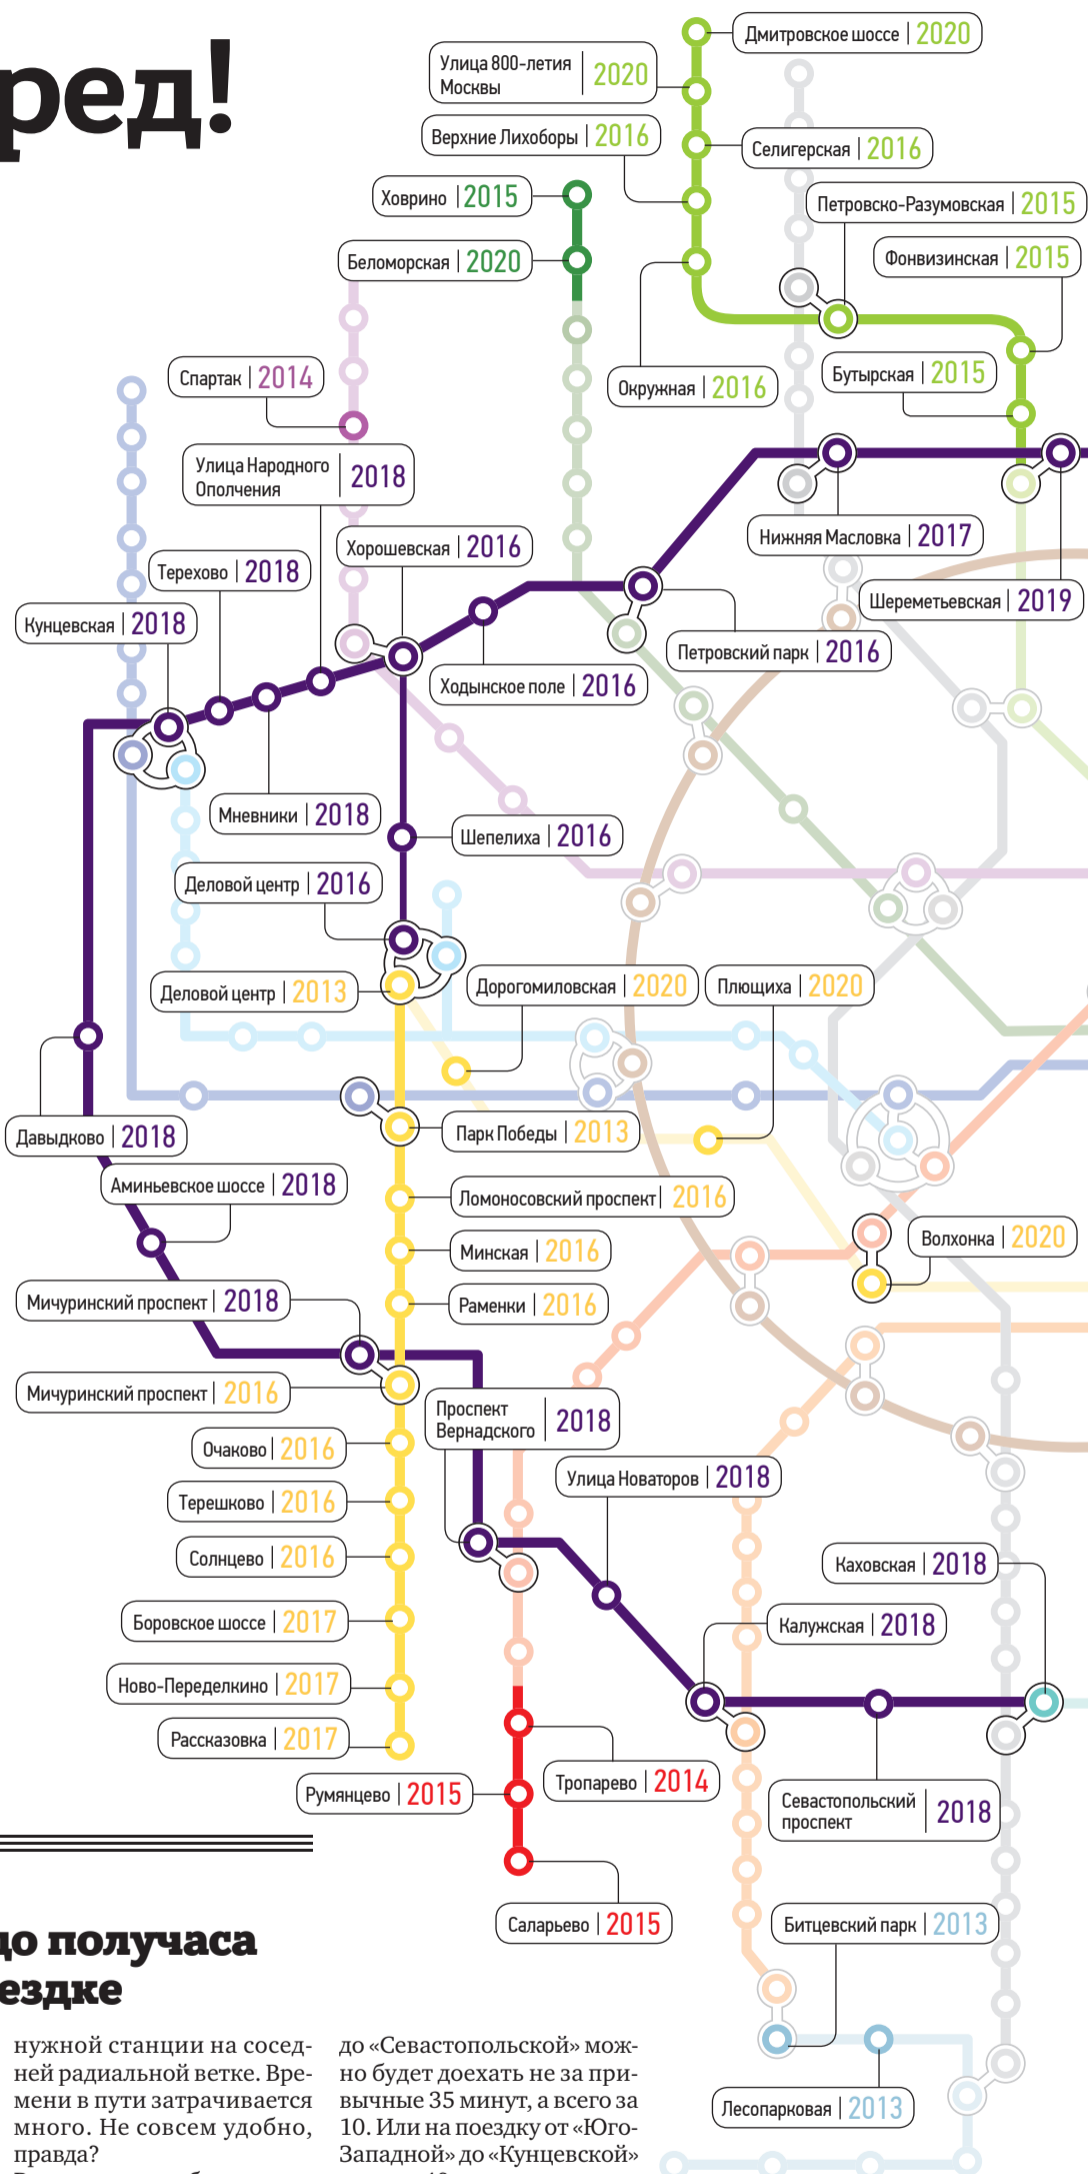 ред!
Дмитровское шоссе | 2020
Улица 800-летия
Москвы | 2020
Верхние Лихоборы | 2016
Селигерская | 2016
Ховрино | 2015
Петровско-Разумовская | 2015
Беломорская | 2020
Фонвизинская | 2015
Спартак | 2014
Окружная | 2016
Бутырская | 2015
Улица Народного
Ополчения | 2018
Хорошевская | 2016
Нижняя Масловка | 2017
Терехово | 2018
Шереметьевская | 2019
Кунцевская | 2018
Петровский парк | 2016
Ходынское поле | 2016
Мневники | 2018
Шепелиха | 2016
Деловой центр | 2016
Деловой центр | 2013
Дорогомиловская | 2020
Плющиха | 2020
Давыдково | 2018
Парк Победы | 2013
Аминьевское шоссе | 2018
Ломоносовский проспект | 2016
Минская | 2016
Волхонка | 2020
Мичуринский проспект | 2018
Раменки | 2016
Мичуринский проспект | 2016
Проспект
Вернадского | 2018
Очаково | 2016
Улица Новаторов | 2018
Терешково | 2016
Солнцево | 2016
Каховская | 2018
Боровское шоссе | 2017
Калужская | 2018
Ново-Переделкино | 2017
Рассказовка | 2017
Тропарево | 2014
Румянцево | 2015
Севастопольский
проспект | 2018
Саларьево | 2015
Битцевский парк | 2013
Лесопарковая | 2013
до получаса
ездке
нужной станции на сосед-
ней радиальной ветке. Вре-
мени в пути затрачивается
много. Не совсем удобно,
правда?
до «Севастопольской» мож-
но будет доехать не за при-
вычные 35 минут, а всего за
10. Или на поездку от «Юго-
Западной» до «Кунцевской»